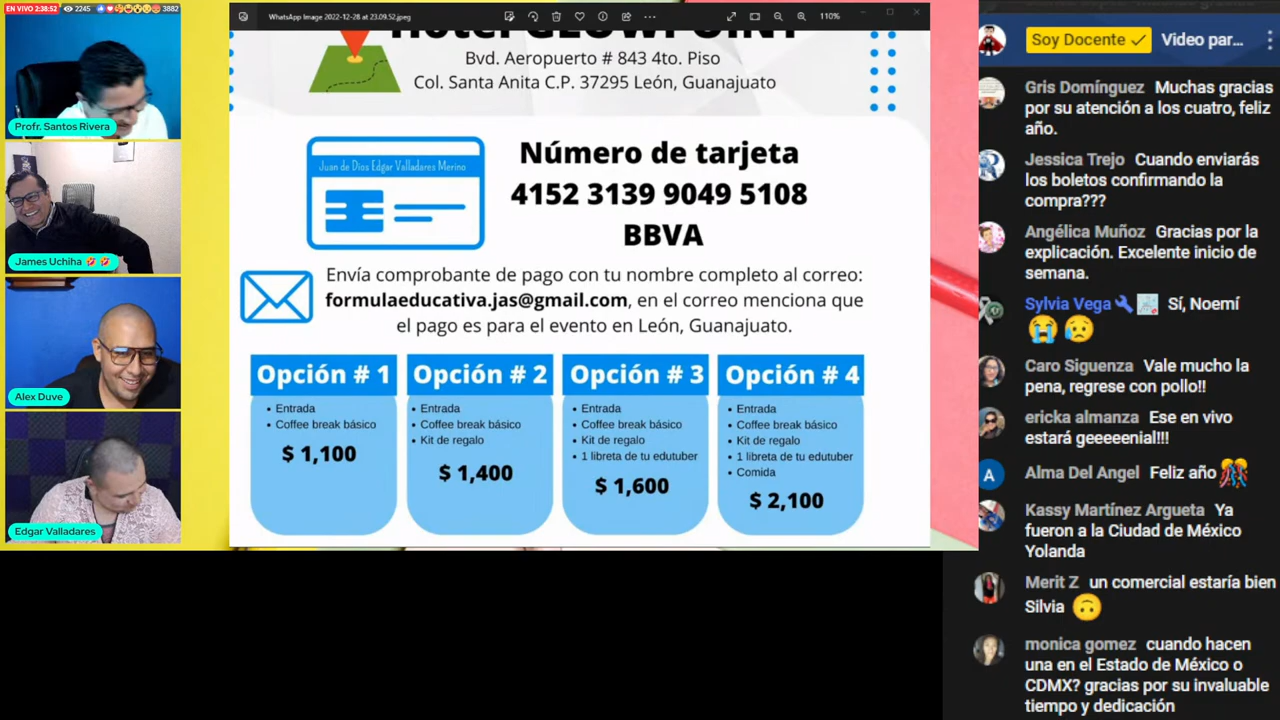 EN VIVO 2:38:52 2245 3882
Profr. Santos Rivera
James Uchiha 🤣 🤣
Alex Duve
Edgar Valladares
WhatsApp Image 2022-12-28 at 23.09.52.jpeg
110%
Hotel GLOWPOINT
Bvd. Aeropuerto # 843 4to. Piso
Col. Santa Anita C.P. 37295 León, Guanajuato
Juan de Dios Edgar Valladares Merino
Número de tarjeta
4152 3139 9049 5108
BBVA
Envía comprobante de pago con tu nombre completo al correo:
formulaeducativa.jas@gmail.com, en el correo menciona que
el pago es para el evento en León, Guanajuato.
Opción # 1
• Entrada
• Coffee break básico
$ 1,100
Opción # 2
• Entrada
• Coffee break básico
• Kit de regalo
$ 1,400
Opción # 3
• Entrada
• Coffee break básico
• Kit de regalo
• 1 libreta de tu edutuber
$ 1,600
Opción # 4
• Entrada
• Coffee break básico
• Kit de regalo
• 1 libreta de tu edutuber
• Comida
$ 2,100
Soy Docente ✓ Video par...
Gris Domínguez Muchas gracias
por su atención a los cuatro, feliz
año.
Jessica Trejo Cuando enviarás
los boletos confirmando la
compra???
Angélica Muñoz Gracias por la
explicación. Excelente inicio de
semana.
Sylvia Vega Sí, Noemí
😭 😥
Caro Siguenza Vale mucho la
pena, regrese con pollo!!
ericka almanza Ese en vivo
estará geeeeenial!!!
A
Alma Del Angel Feliz año 🎊
Kassy Martínez Argueta Ya
fueron a la Ciudad de México
Yolanda
Merit Z un comercial estaría bien
Silvia 🙃
monica gomez cuando hacen
una en el Estado de México o
CDMX? gracias por su invaluable
tiempo y dedicación